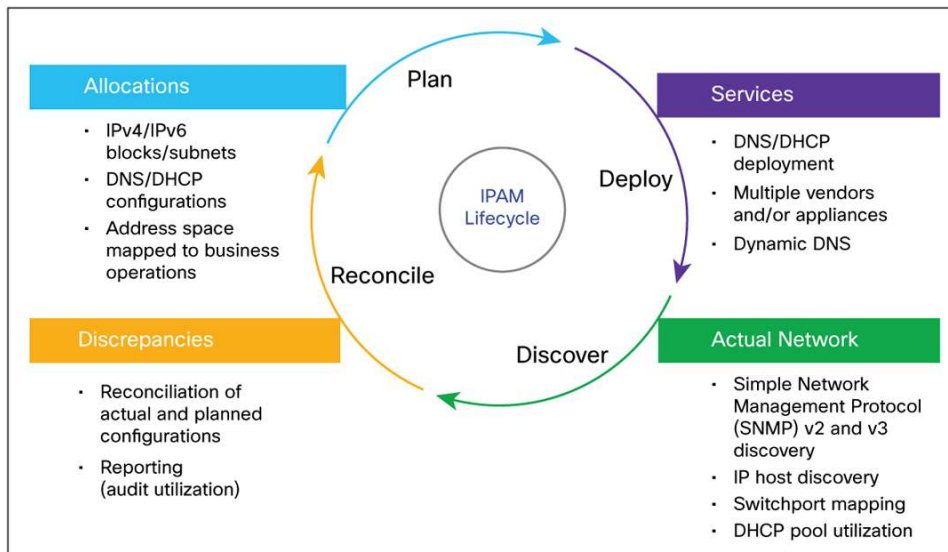 Plan
Allocations
· IPv4/IPv6
blocks/subnets
· DNS/DHCP
configurations
· Address space
mapped to business
operations
Services
· DNS/DHCP
deployment
· Multiple vendors
and/or appliances
· Dynamic DNS
Deploy
IPAM
Lifecycle
Reconcile
Discover
Discrepancies
· Reconciliation of
actual and planned
configurations
· Reporting
(audit utilization)
Actual Network
· Simple Network
Management Protocol
(SNMP) v2 and v3
discovery
· IP host discovery
· Switchport mapping
· DHCP pool utilization